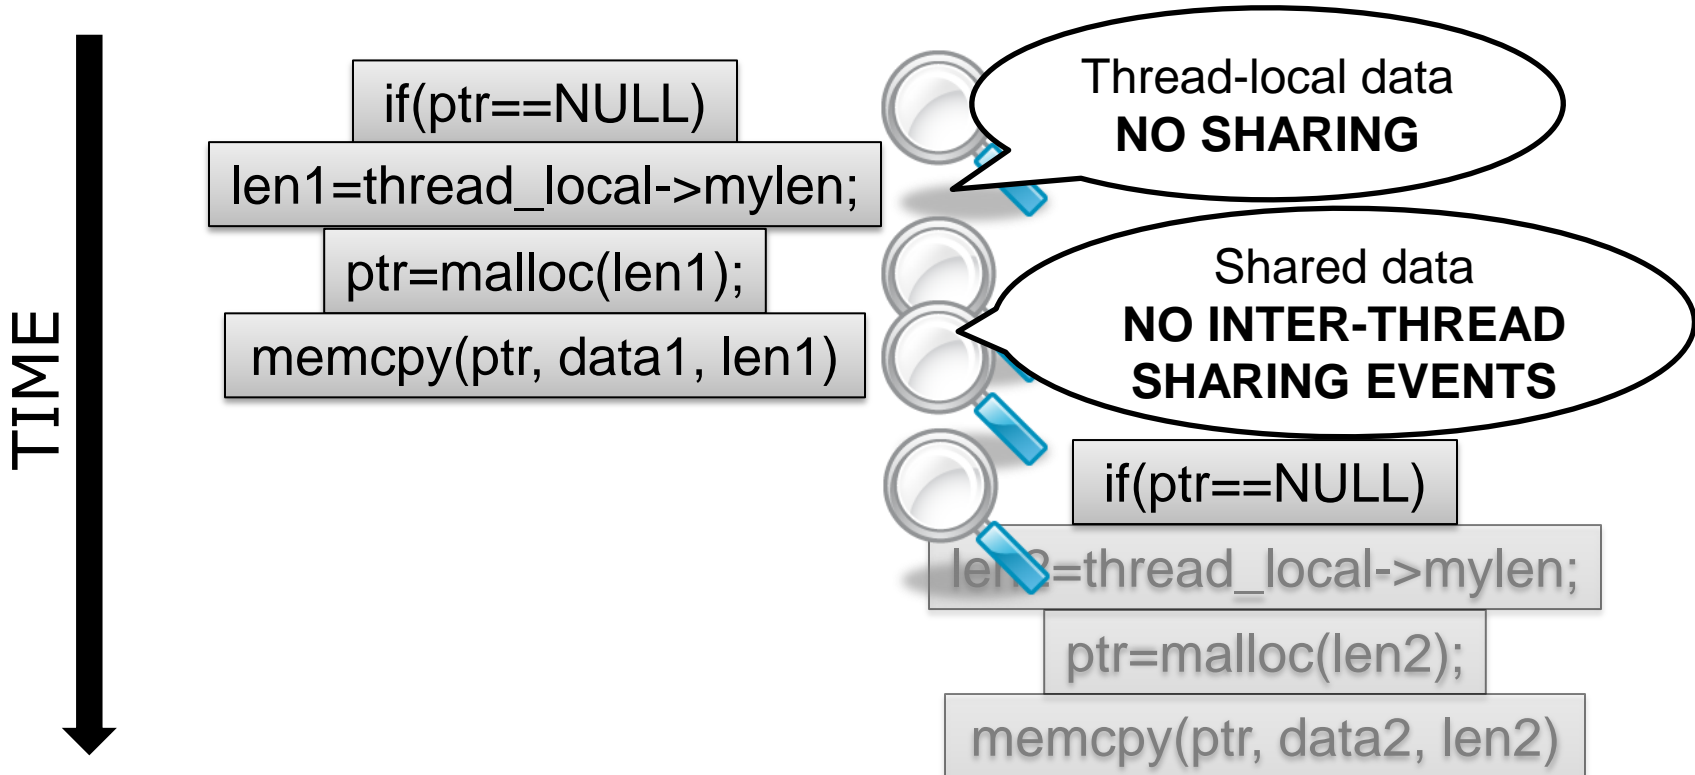 TIME
if(ptr==NULL)
len1=thread_local->mylen;
ptr=malloc(len1);
memcpy(ptr, data1, len1)
Thread-local data
NO SHARING
Shared data
NO INTER-THREAD
SHARING EVENTS
if(ptr==NULL)
len2=thread_local->mylen;
ptr=malloc(len2);
memcpy(ptr, data2, len2)